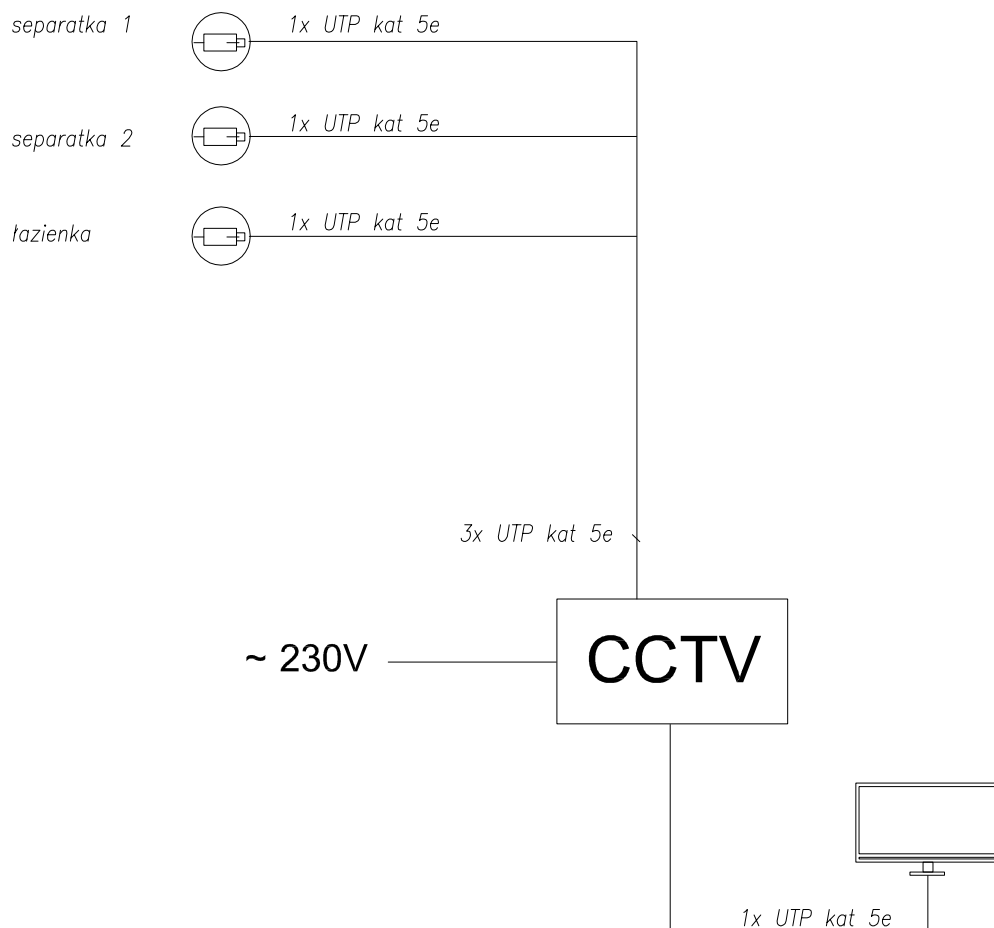 separatka 1
1x UTP kat 5e
separatka 2
1x UTP kat 5e
łazienka
1x UTP kat 5e
3x UTP kat 5e
~ 230V
CCTV
1x UTP kat 5e